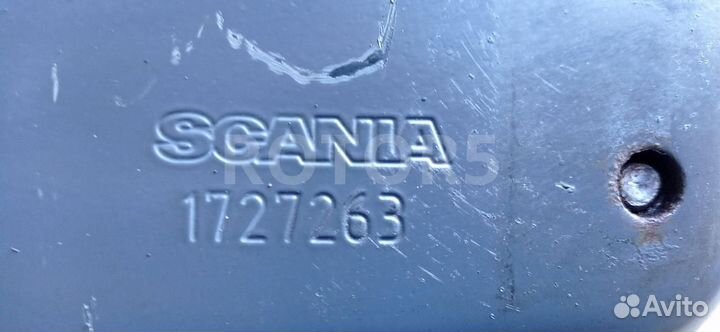 SCANIA
ROTOR5
1727263
Avito